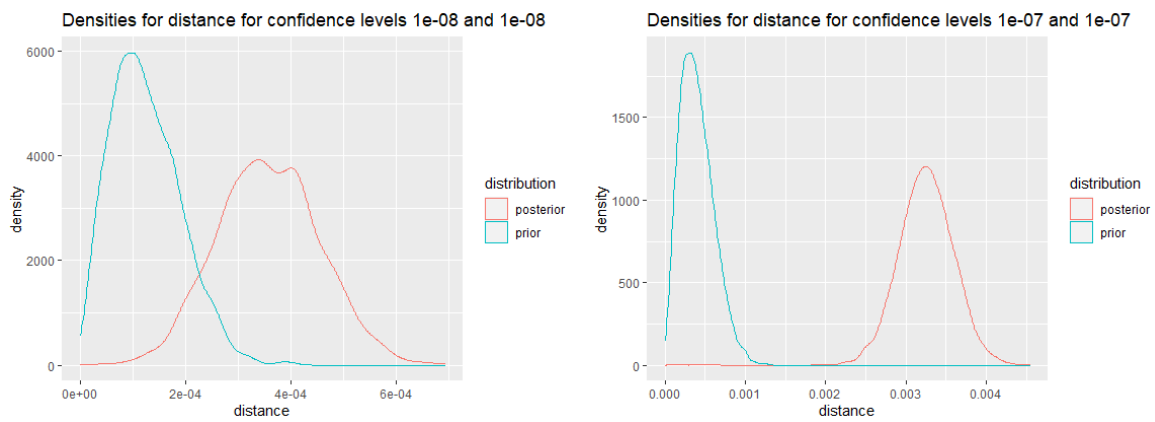 Densities for distance for confidence levels 1e-08 and 1e-08
6000
4000
2000
0
density
0e+00 2e-04 4e-04 6e-04
distance
distribution
posterior
prior
Densities for distance for confidence levels 1e-07 and 1e-07
1500
1000
500
0
density
0.000 0.001 0.002 0.003 0.004
distance
distribution
posterior
prior